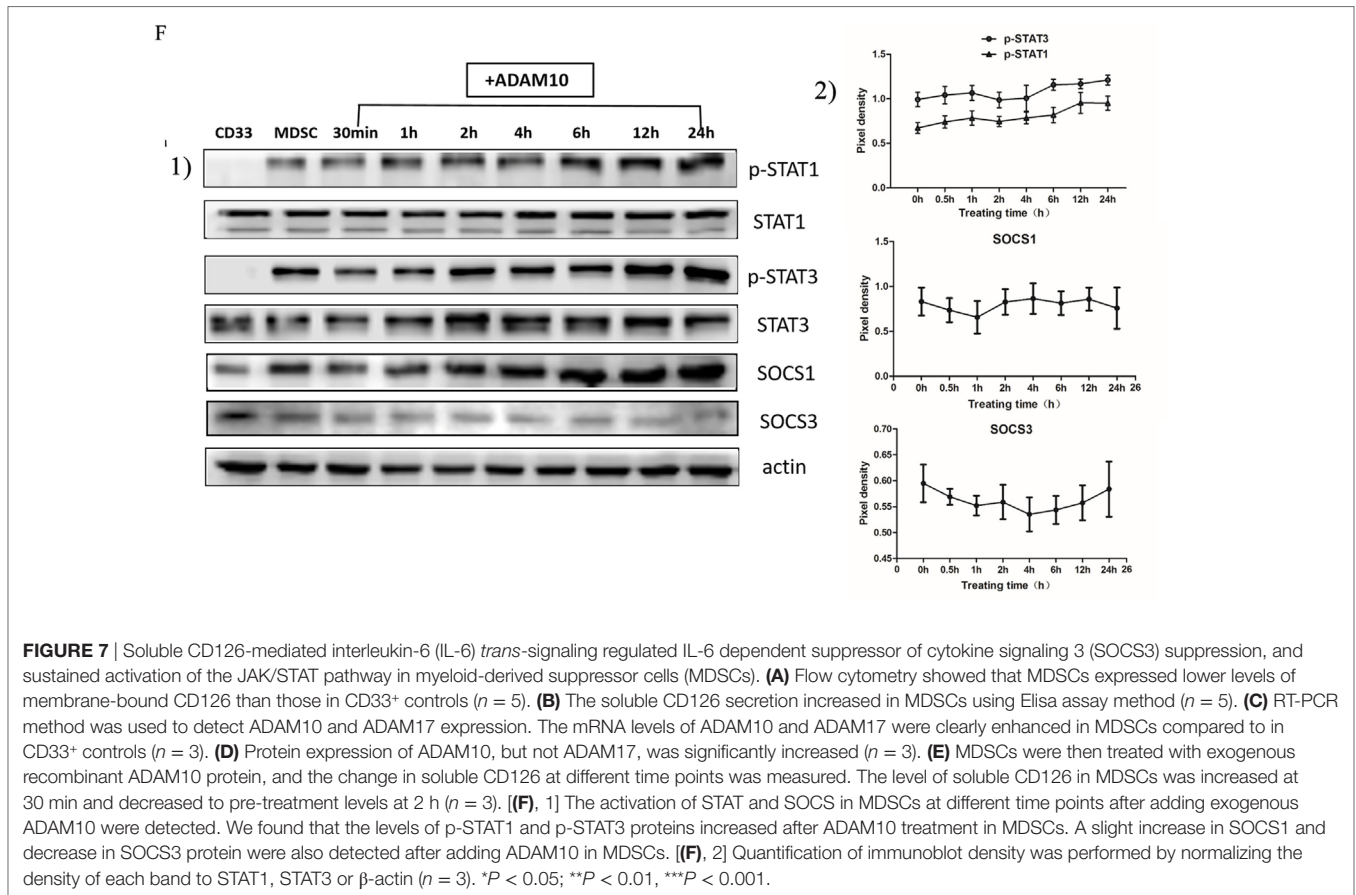 F
+ADAM10
CD33 MDSC 30min 1h 2h 4h 6h 12h 24h
1)
p-STAT1
STAT1
p-STAT3
STAT3
SOCS1
SOCS3
actin
2)
p-STAT3
p-STAT1
1.5
1.0
0.5
0.0
Pixel density
0h 0.5h 1h 2h 4h 6h 12h 24h
Treating time (h)
SOCS1
1.5
1.0
0.5
0.0
Pixel density
0 0h 0.5h 1h 2h 4h 6h 12h 24h 26
Treating time (h)
SOCS3
0.70
0.65
0.60
0.55
0.50
0.45
Pixel density
0 0h 0.5h 1h 2h 4h 6h 12h 24h 26
Treating time (h)
FIGURE 7 | Soluble CD126-mediated interleukin-6 (IL-6) trans-signaling regulated IL-6 dependent suppressor of cytokine signaling 3 (SOCS3) suppression, and
sustained activation of the JAK/STAT pathway in myeloid-derived suppressor cells (MDSCs). (A) Flow cytometry showed that MDSCs expressed lower levels of
membrane-bound CD126 than those in CD33⁺ controls (n = 5). (B) The soluble CD126 secretion increased in MDSCs using Elisa assay method (n = 5). (C) RT-PCR
method was used to detect ADAM10 and ADAM17 expression. The mRNA levels of ADAM10 and ADAM17 were clearly enhanced in MDSCs compared to in
CD33⁺ controls (n = 3). (D) Protein expression of ADAM10, but not ADAM17, was significantly increased (n = 3). (E) MDSCs were then treated with exogenous
recombinant ADAM10 protein, and the change in soluble CD126 at different time points was measured. The level of soluble CD126 in MDSCs was increased at
30 min and decreased to pre-treatment levels at 2 h (n = 3). [(F), 1] The activation of STAT and SOCS in MDSCs at different time points after adding exogenous
ADAM10 were detected. We found that the levels of p-STAT1 and p-STAT3 proteins increased after ADAM10 treatment in MDSCs. A slight increase in SOCS1 and
decrease in SOCS3 protein were also detected after adding ADAM10 in MDSCs. [(F), 2] Quantification of immunoblot density was performed by normalizing the
density of each band to STAT1, STAT3 or β-actin (n = 3). *P < 0.05; **P < 0.01, ***P < 0.001.